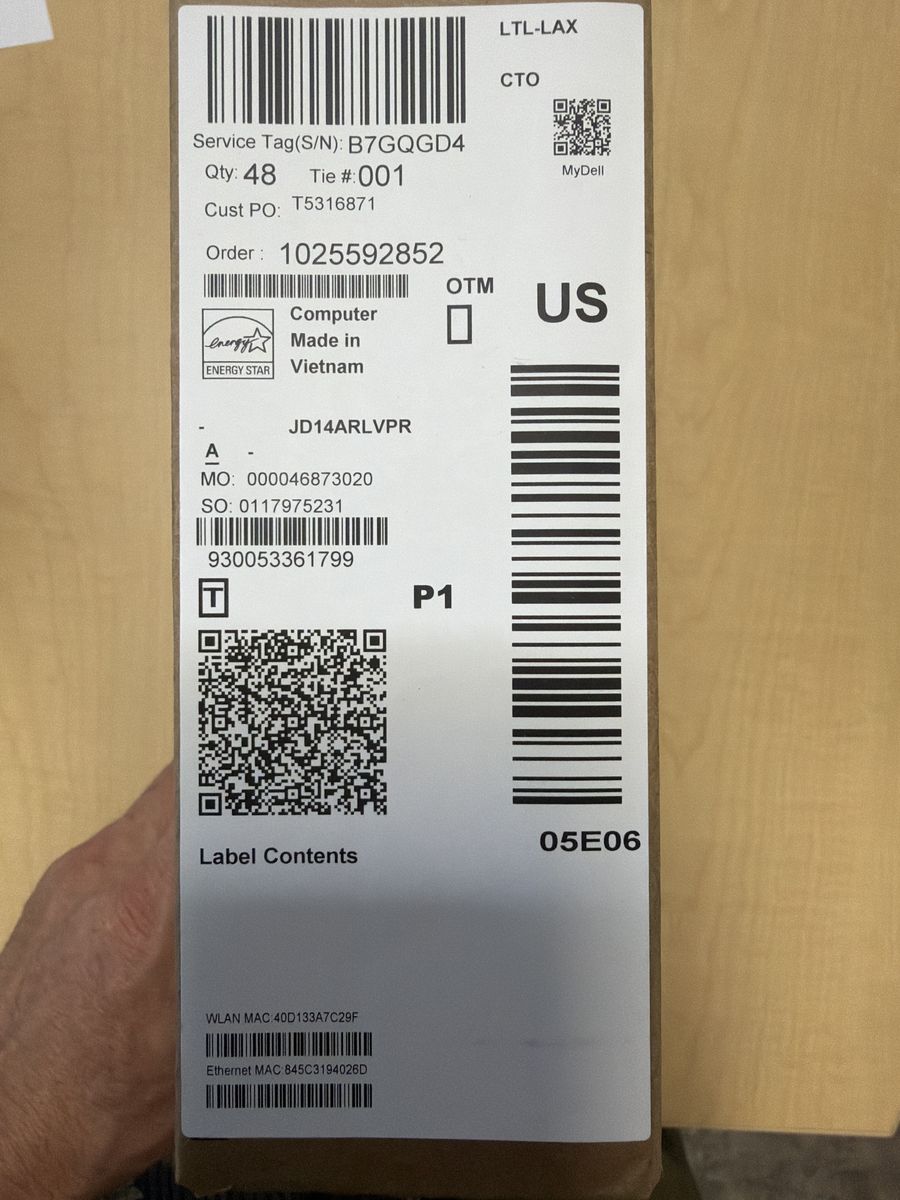 LTL-LAX
CTO
Service Tag(S/N): B7GQGD4
MyDell
Qty: 48 Tie #:001
Cust PO: T5316871
Order : 1025592852
OTM
US
Computer
Made in
Vietnam
energy
ENERGY STAR
- JD14ARLVPR
A -
MO: 000046873020
SO: 0117975231
930053361799
T
P1
05E06
Label Contents
WLAN MAC:40D133A7C29F
Ethernet MAC:845C3194026D